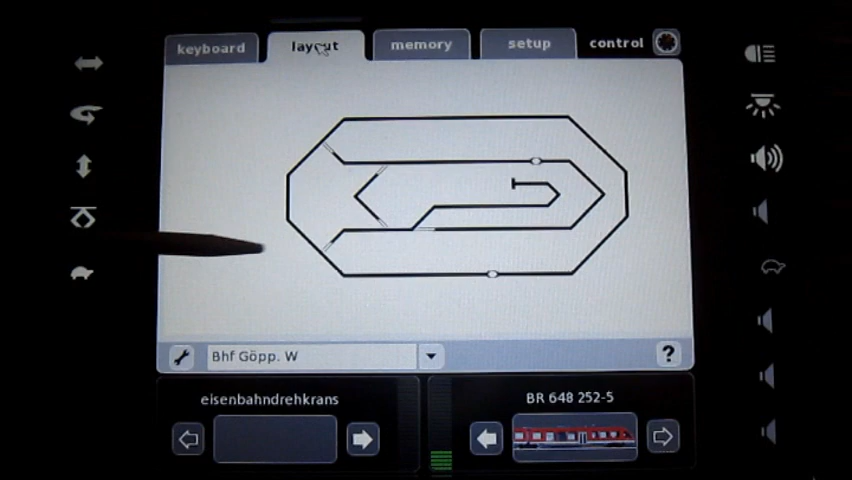 keyboard
layout
memory
setup
control
Bhf Göpp. W
?
eisenbahndrehkrans
BR 648 252-5